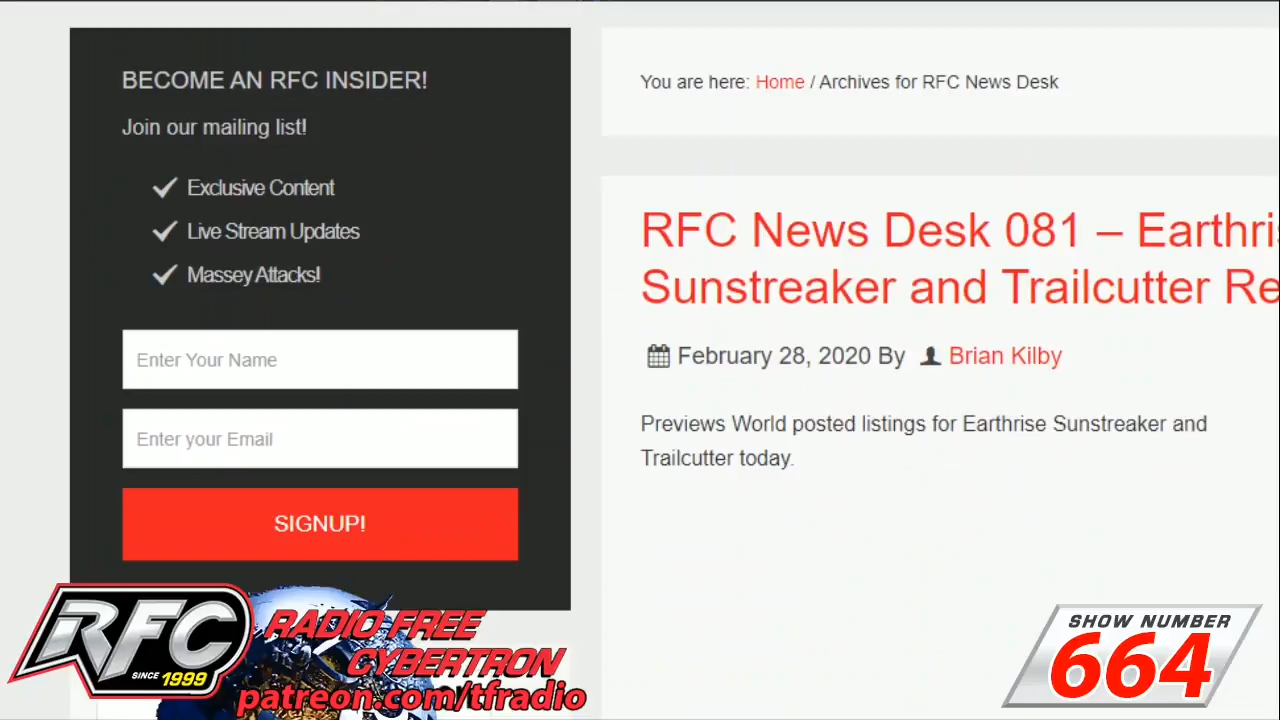 BECOME AN RFC INSIDER!
Join our mailing list!
Exclusive Content
Live Stream Updates
Massey Attacks!
Enter Your Name
Enter your Email
SIGNUP!
You are here: Home / Archives for RFC News Desk
RFC News Desk 081 – Earthris
Sunstreaker and Trailcutter Re
February 28, 2020 By Brian Kilby
Previews World posted listings for Earthrise Sunstreaker and
Trailcutter today.
RFC
SINCE 1999
RADIO FREE
CYBERTRON
patreon.com/tfradio
SHOW NUMBER
664